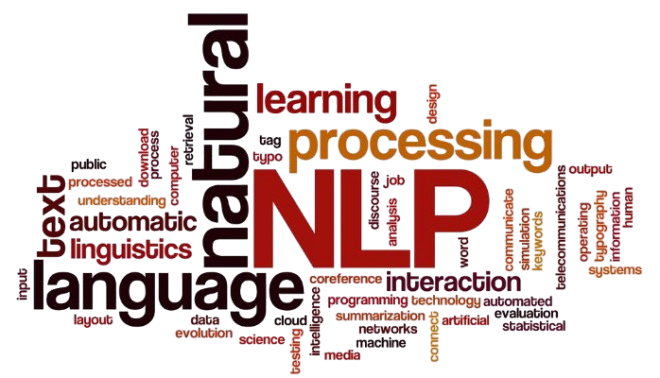 natural
learning
design
processing
retrieval
download
process
tag
typo
public
processed
computer
understanding
text
automatic
linguistics
NLP
discourse
job
analysis
word
communicate
simulation
keywords
telecommunications
output
operating
typography
information
human
systems
input
language
coreference
interaction
programming
technology
automated
layout
data
evolution
cloud
intelligence
summarization
connect
artificial
evaluation
statistical
science
testing
networks
machine
media